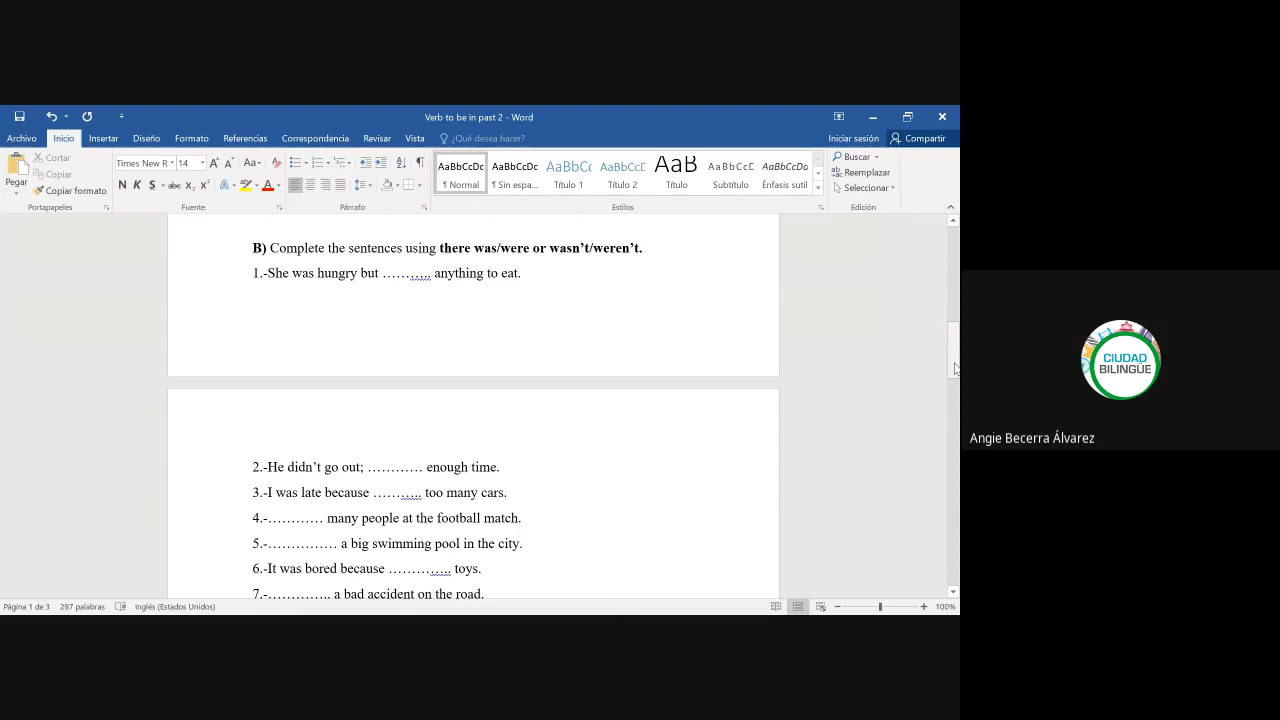 Verb to be in past 2 - Word
Archivo Inicio Insertar Diseño Formato Referencias Correspondencia Revisar Vista ¿Qué desea hacer? Iniciar sesión Compartir
Pegar
Cortar
Copiar
Copiar formato
Portapapeles
Times New R 14 Aa
N K S abc x₂ x² A A
Fuente
Párrafo
AaBbCcDc AaBbCcDc AaBbCc AaBbCcE AaB AaBbCcD AaBbCcDa
¶ Normal ¶ Sin espa... Título 1 Título 2 Título Subtítulo Énfasis sutil
Estilos
Buscar
Reemplazar
Seleccionar
Edición
B) Complete the sentences using there was/were or wasn’t/weren’t.
1.-She was hungry but ……….. anything to eat.
2.-He didn’t go out; ………… enough time.
3.-I was late because ……….. too many cars.
4.-………… many people at the football match.
5.-…………… a big swimming pool in the city.
6.-It was bored because ………….. toys.
7.-………….. a bad accident on the road.
Página 1 de 3 297 palabras Inglés (Estados Unidos) 100%
CIUDAD
BILINGÜE
Angie Becerra Álvarez